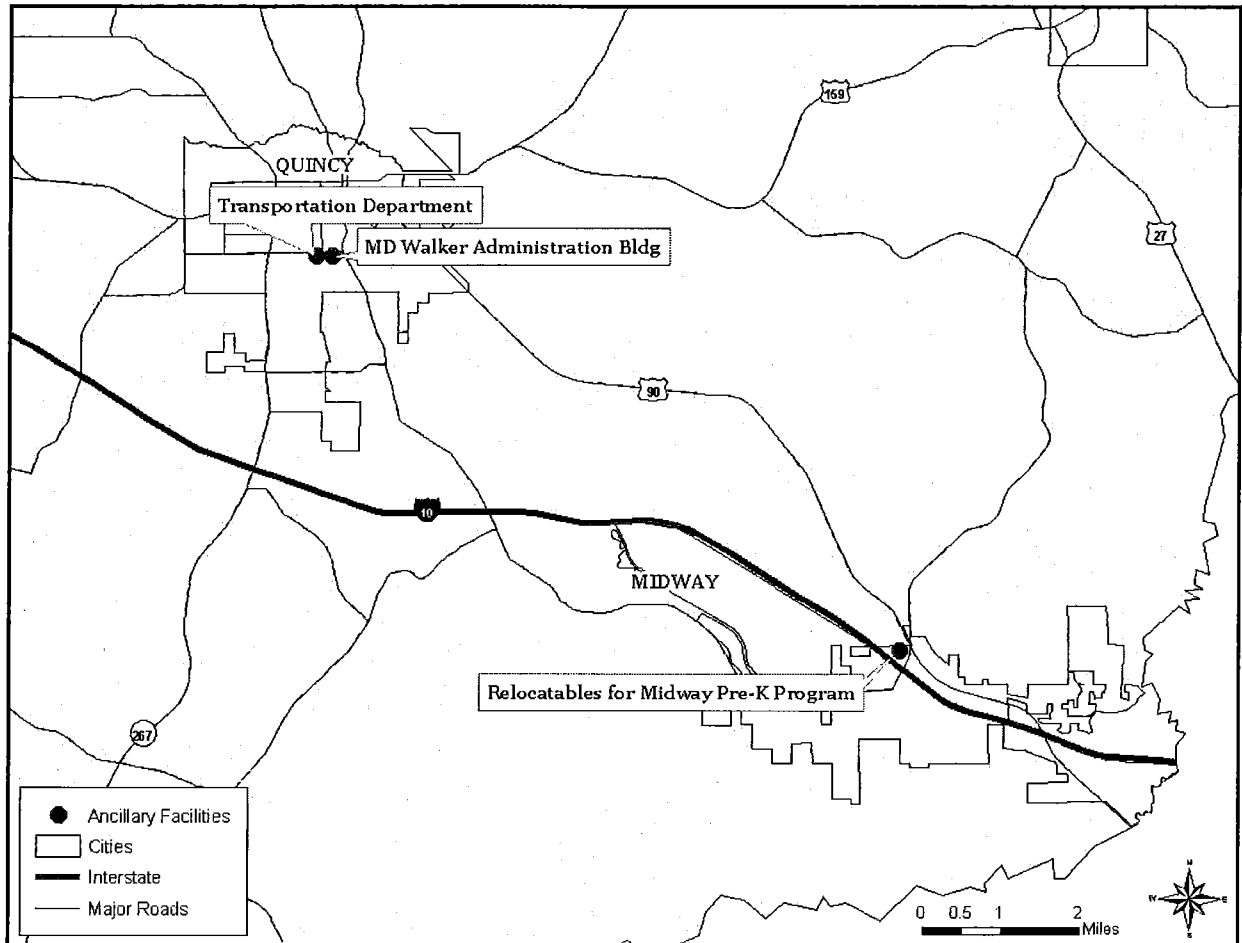 159
QUINCY
Transportation Department
27
MD Walker Administration Bldg
90
10
MIDWAY
Relocatables for Midway Pre-K Program
267
Ancillary Facilities
Cities
Interstate
Major Roads
N
W E
S
0 0.5 1 2
Miles